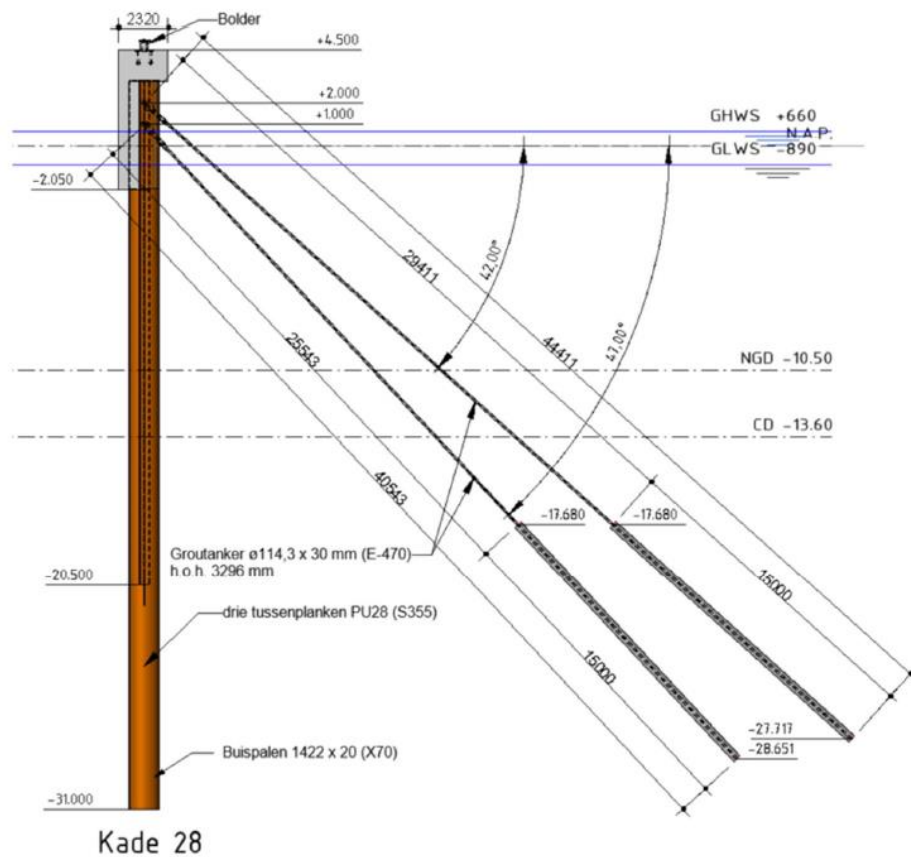 2320
Bolder
+4.500
+2.000
+1.000
GHWS +660
N.A.P.
GLWS -890
-2.050
42,00°
29411
44411
47,00°
25543
NGD -10.50
CD -13.60
40543
-17.680
-17.680
Groutanker ø114,3 x 30 mm (E-470)
h.o.h. 3296 mm
15000
-20.500
drie tussenplanken PU28 (S355)
15000
-27.717
-28.651
Buispalen 1422 x 20 (X70)
-31.000
Kade 28